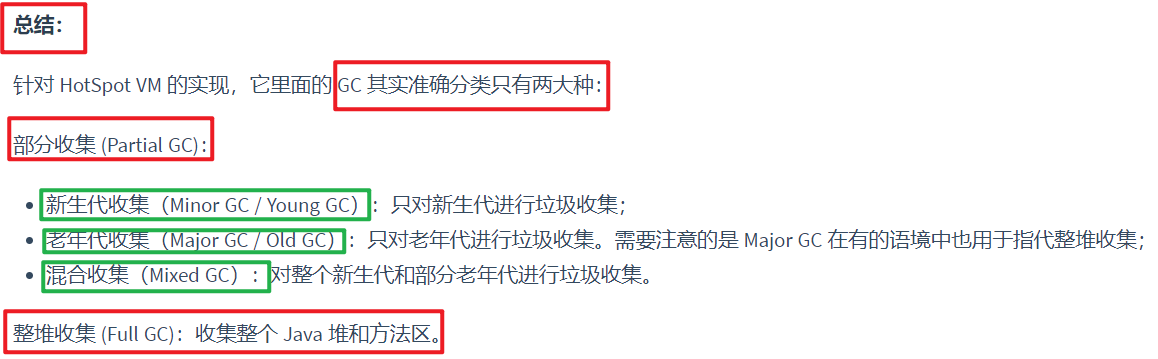 总结：
针对 HotSpot VM 的实现，它里面的 GC 其实准确分类只有两大种：
部分收集 (Partial GC)：
• 新生代收集（Minor GC / Young GC）：只对新生代进行垃圾收集；
• 老年代收集（Major GC / Old GC）：只对老年代进行垃圾收集。需要注意的是 Major GC 在有的语境中也用于指代整堆收集；
• 混合收集（Mixed GC）：对整个新生代和部分老年代进行垃圾收集。
整堆收集 (Full GC)：收集整个 Java 堆和方法区。